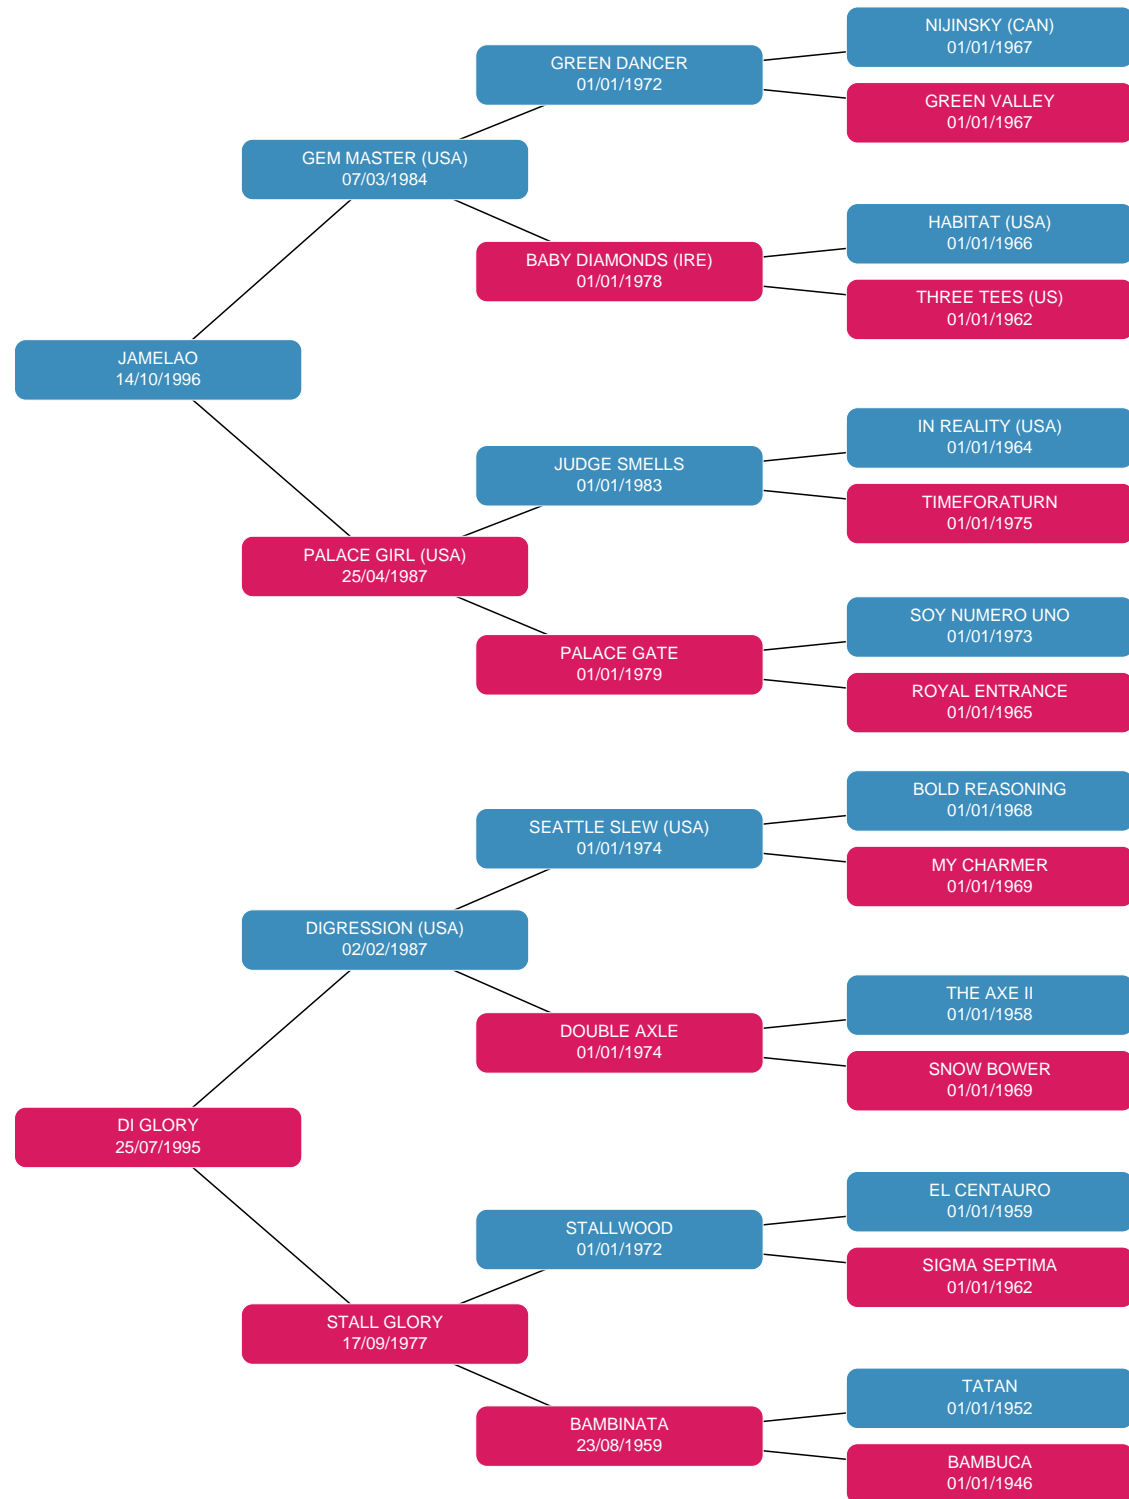 NIJINSKY (CAN)
01/01/1967
GREEN DANCER
01/01/1972
GREEN VALLEY
01/01/1967
GEM MASTER (USA)
07/03/1984
HABITAT (USA)
01/01/1966
BABY DIAMONDS (IRE)
01/01/1978
THREE TEES (US)
01/01/1962
JAMELAO
14/10/1996
IN REALITY (USA)
01/01/1964
JUDGE SMELLS
01/01/1983
TIMEFORATURN
01/01/1975
PALACE GIRL (USA)
25/04/1987
SOY NUMERO UNO
01/01/1973
PALACE GATE
01/01/1979
ROYAL ENTRANCE
01/01/1965
BOLD REASONING
01/01/1968
SEATTLE SLEW (USA)
01/01/1974
MY CHARMER
01/01/1969
DIGRESSION (USA)
02/02/1987
THE AXE II
01/01/1958
DOUBLE AXLE
01/01/1974
SNOW BOWER
01/01/1969
DI GLORY
25/07/1995
EL CENTAURO
01/01/1959
STALLWOOD
01/01/1972
SIGMA SEPTIMA
01/01/1962
STALL GLORY
17/09/1977
TATAN
01/01/1952
BAMBINATA
23/08/1959
BAMBUCA
01/01/1946